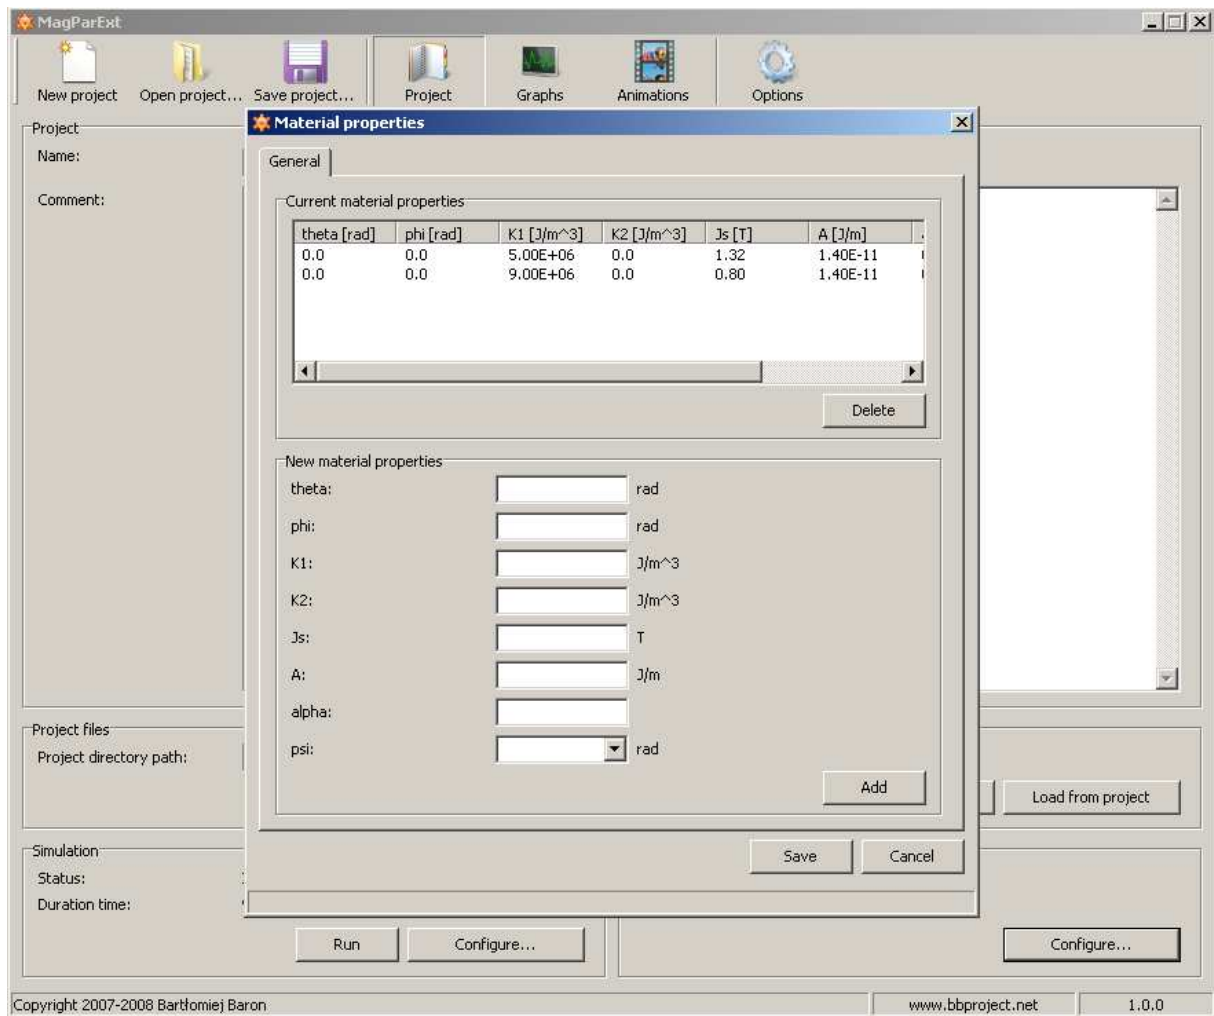 MagParExt
New project Open project... Save project... Project Graphs Animations Options
Project
Name:
Comment:
Material properties
General
Current material properties
theta [rad] phi [rad] K1 [J/m^3] K2 [J/m^3] Js [T] A [J/m]
0.0 0.0 5.00E+06 0.0 1.32 1.40E-11
0.0 0.0 9.00E+06 0.0 0.80 1.40E-11
Delete
New material properties
theta: rad
phi: rad
K1: J/m^3
K2: J/m^3
Js: T
A: J/m
alpha:
psi: rad
Add
Save Cancel
Project files
Project directory path:
Load from project
Simulation
Status:
Duration time:
Run Configure...
Configure...
Copyright 2007-2008 Bartłomiej Baron www.bbproject.net 1.0.0